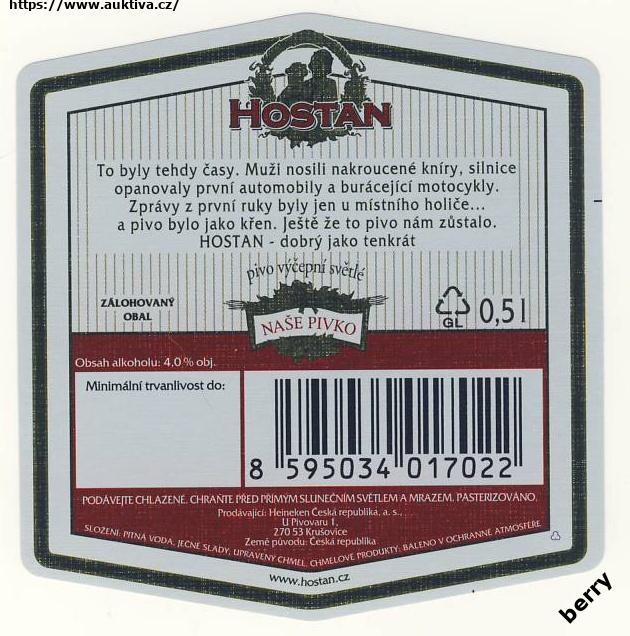 https://www.auktiva.cz/
HOSTAN
To byly tehdy časy. Muži nosili nakroucené kníry, silnice
opanovaly první automobily a burácející motocykly.
Zprávy z první ruky byly jen u místního holiče...
a pivo bylo jako křen. Ještě že to pivo nám zůstalo.
HOSTAN - dobrý jako tenkrát
pivo výčepní světlé
ZÁLOHOVANÝ
OBAL
NAŠE PIVKO
GL
0,5 l
Obsah alkoholu: 4,0 % obj.
Minimální trvanlivost do:
8 595034 017022
PODÁVEJTE CHLAZENÉ. CHRAŇTE PŘED PŘÍMÝM SLUNEČNÍM SVĚTLEM A MRAZEM. PASTERIZOVÁNO.
Prodávající: Heineken Česká republika, a. s.,
U Pivovaru 1,
270 53 Krušovice
Země původu: Česká republika
SLOŽENÍ: PITNÁ VODA, JEČNÉ SLADY, UPRAVENÝ CHMEL, CHMELOVÉ PRODUKTY; BALENO V OCHRANNÉ ATMOSFÉŘE.
www.hostan.cz
berry